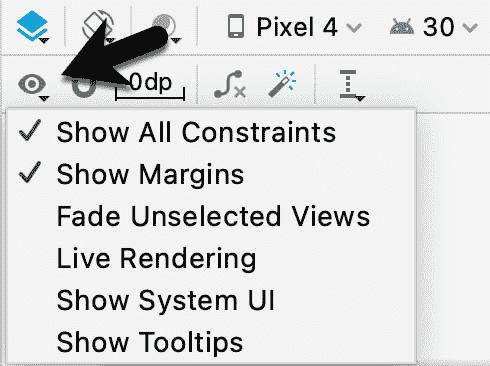 Pixel 4 30
0dp
Show All Constraints
Show Margins
Fade Unselected Views
Live Rendering
Show System UI
Show Tooltips